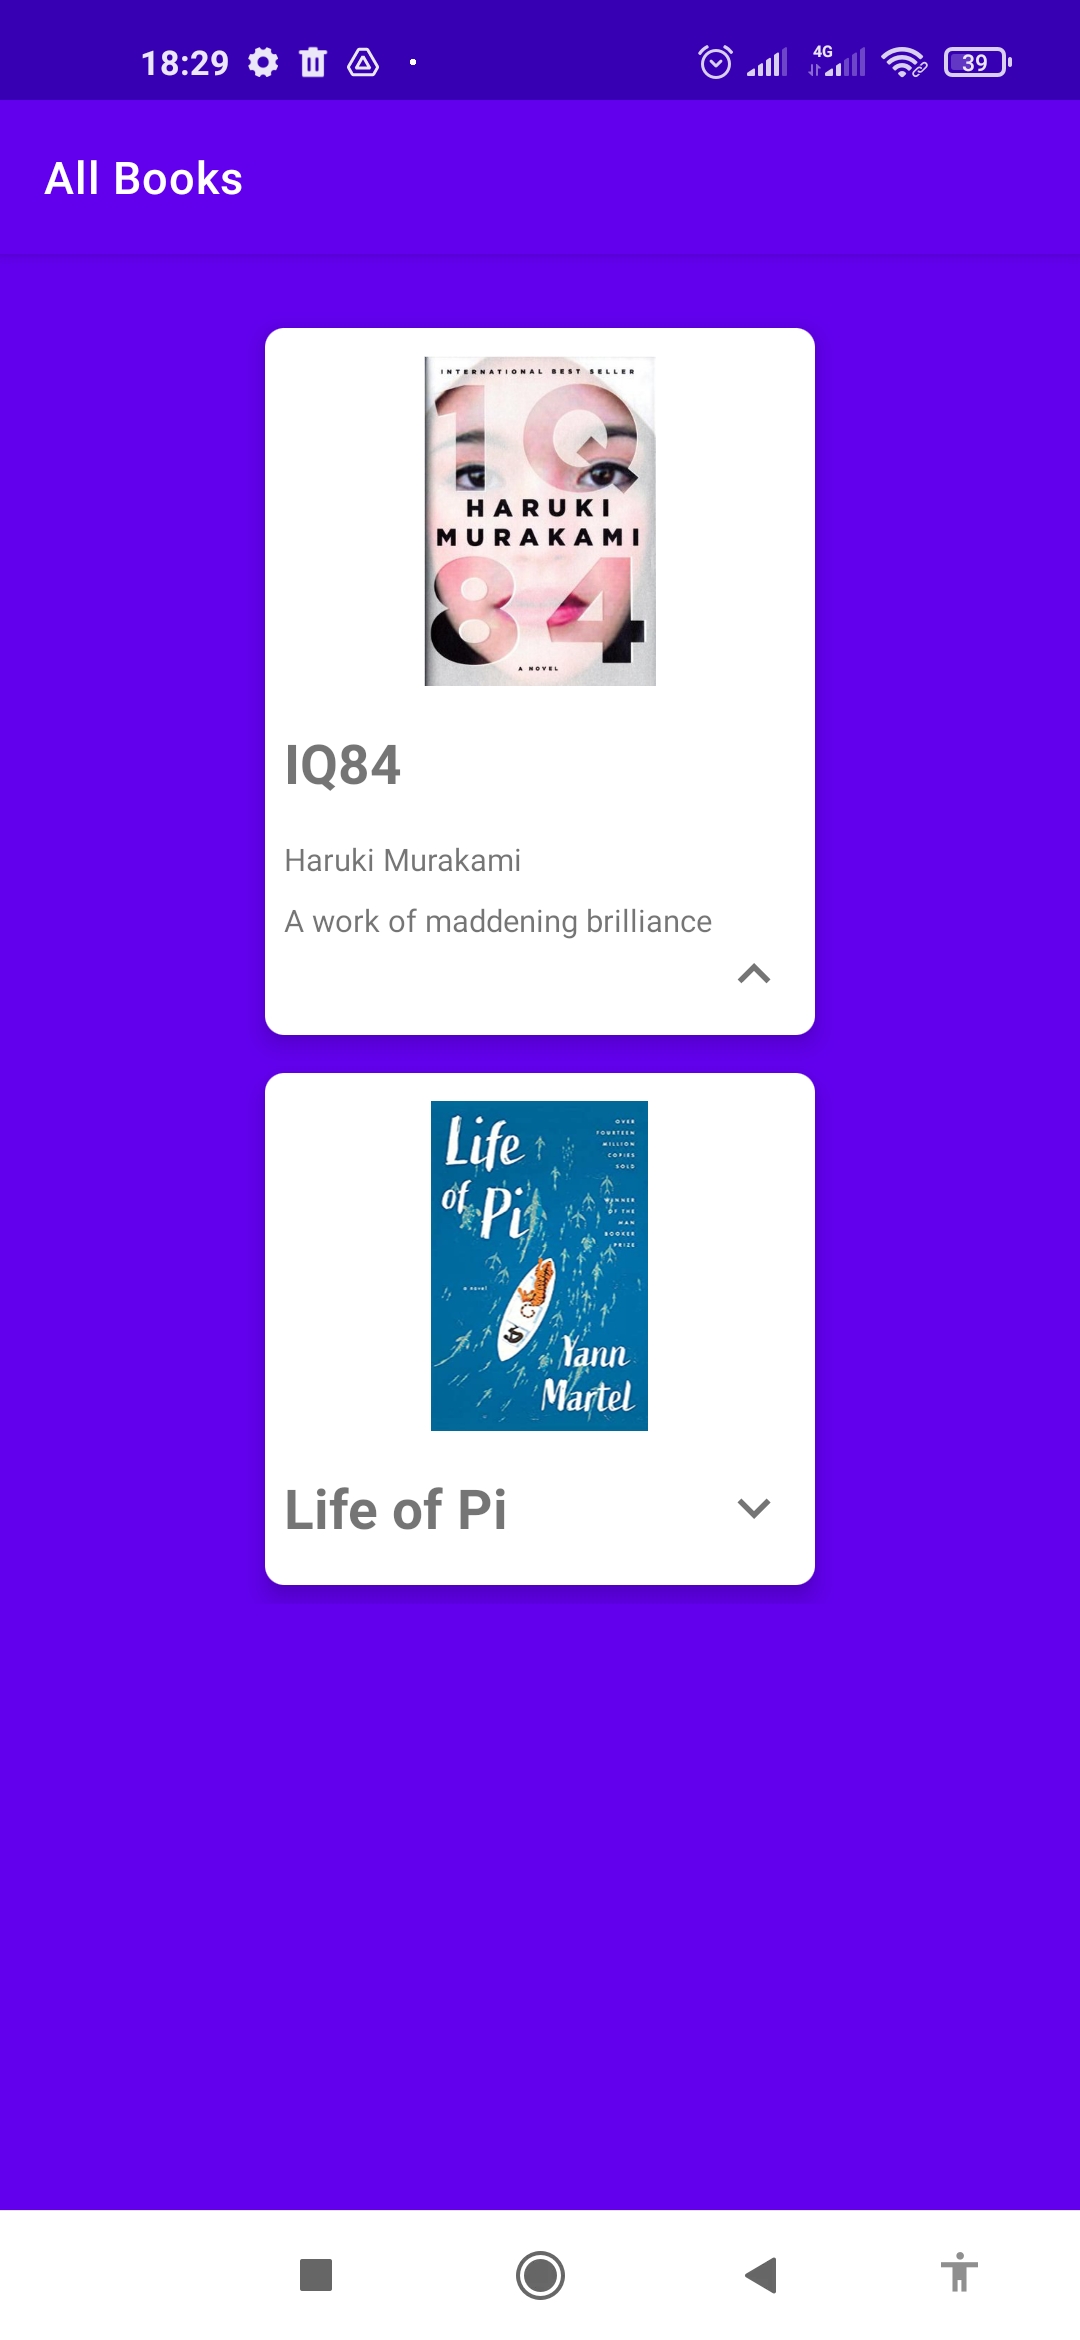 18:29
4G
39
All Books
INTERNATIONAL BEST SELLER
1Q
HARUKI
MURAKAMI
84
A NOVEL
IQ84
Haruki Murakami
A work of maddening brilliance
Life
of Pi
OVER
FOURTEEN
MILLION
COPIES
SOLD
WINNER
OF THE
MAN
BOOKER
PRIZE
a novel
Yann
Martel
Life of Pi